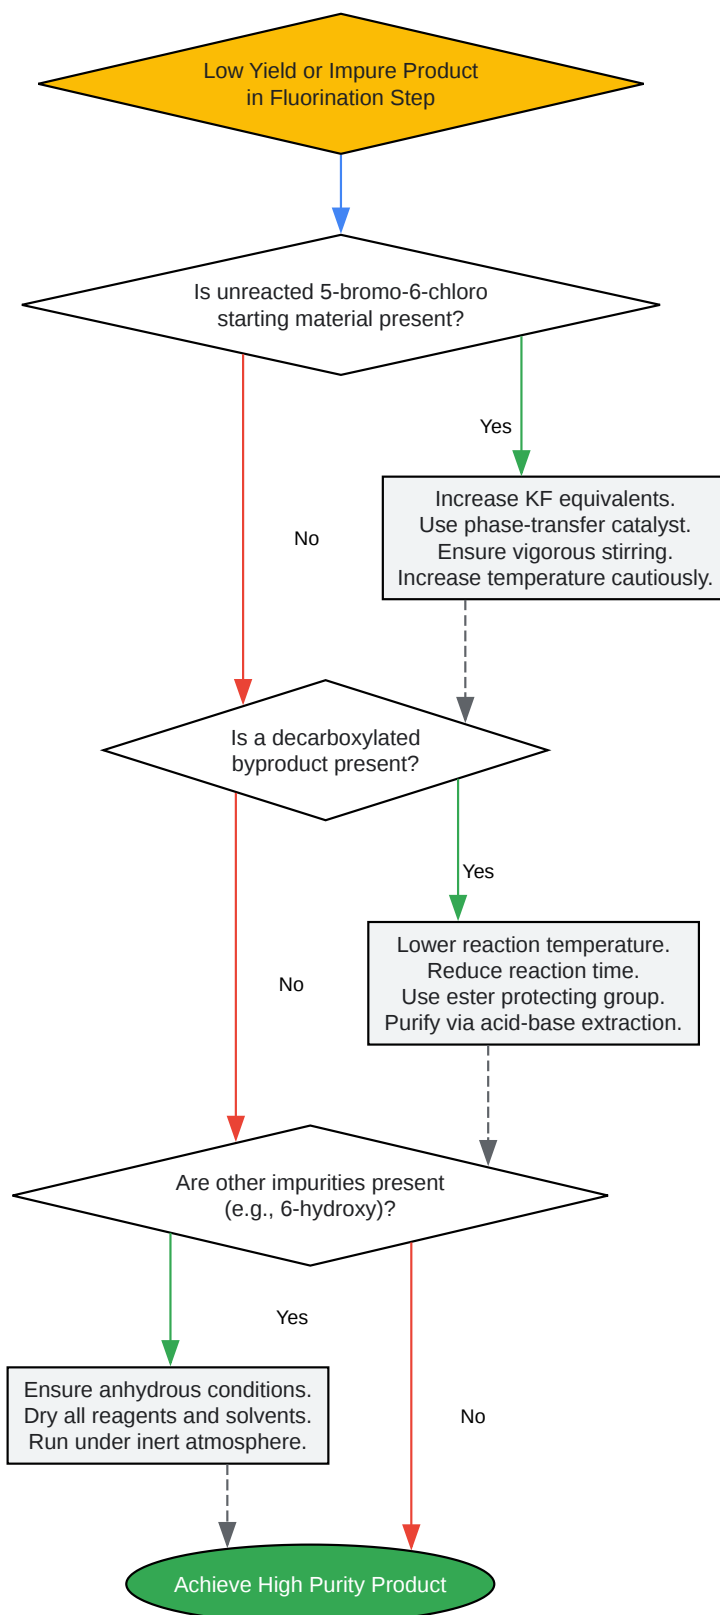 Low Yield or Impure Product
in Fluorination Step
Is unreacted 5-bromo-6-chloro
starting material present?
Yes
Increase KF equivalents.
Use phase-transfer catalyst.
Ensure vigorous stirring.
Increase temperature cautiously.
No
Is a decarboxylated
byproduct present?
Yes
Lower reaction temperature.
Reduce reaction time.
Use ester protecting group.
Purify via acid-base extraction.
No
Are other impurities present
(e.g., 6-hydroxy)?
Yes
Ensure anhydrous conditions.
Dry all reagents and solvents.
Run under inert atmosphere.
No
Achieve High Purity Product